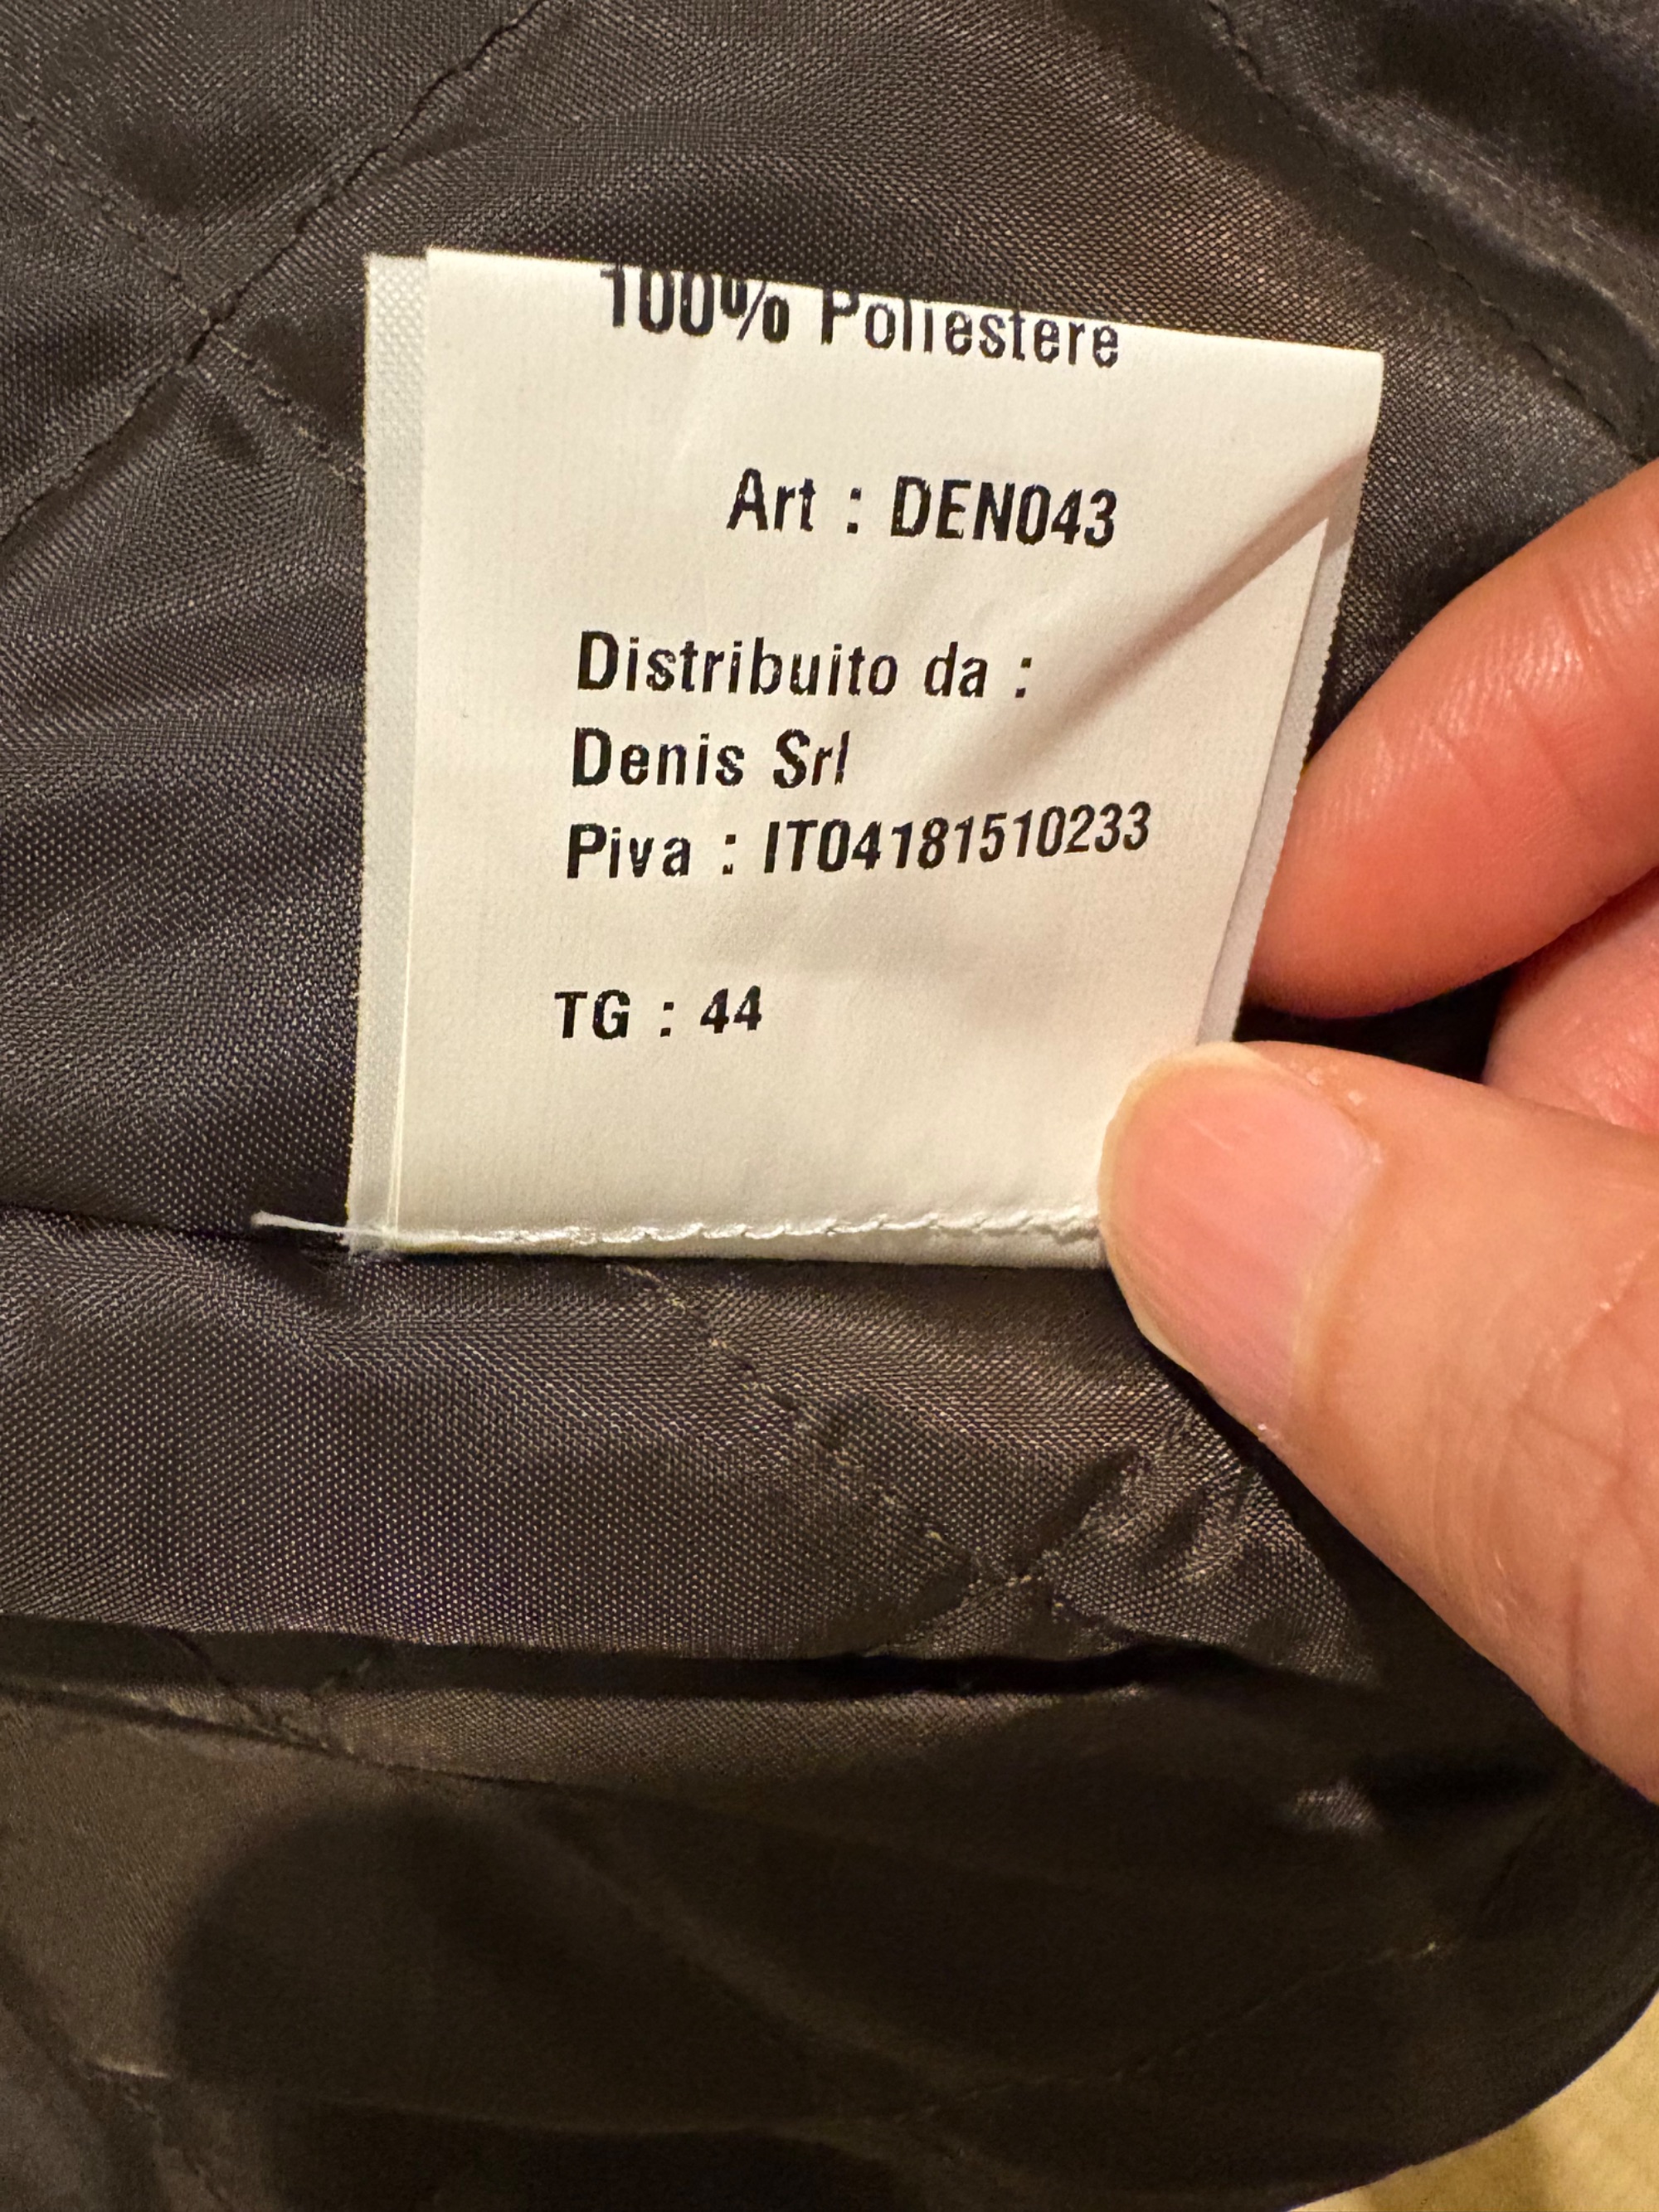 100% Poliestere
Art : DEN043
Distribuito da :
Denis Srl
Piva : IT04181510233
TG : 44